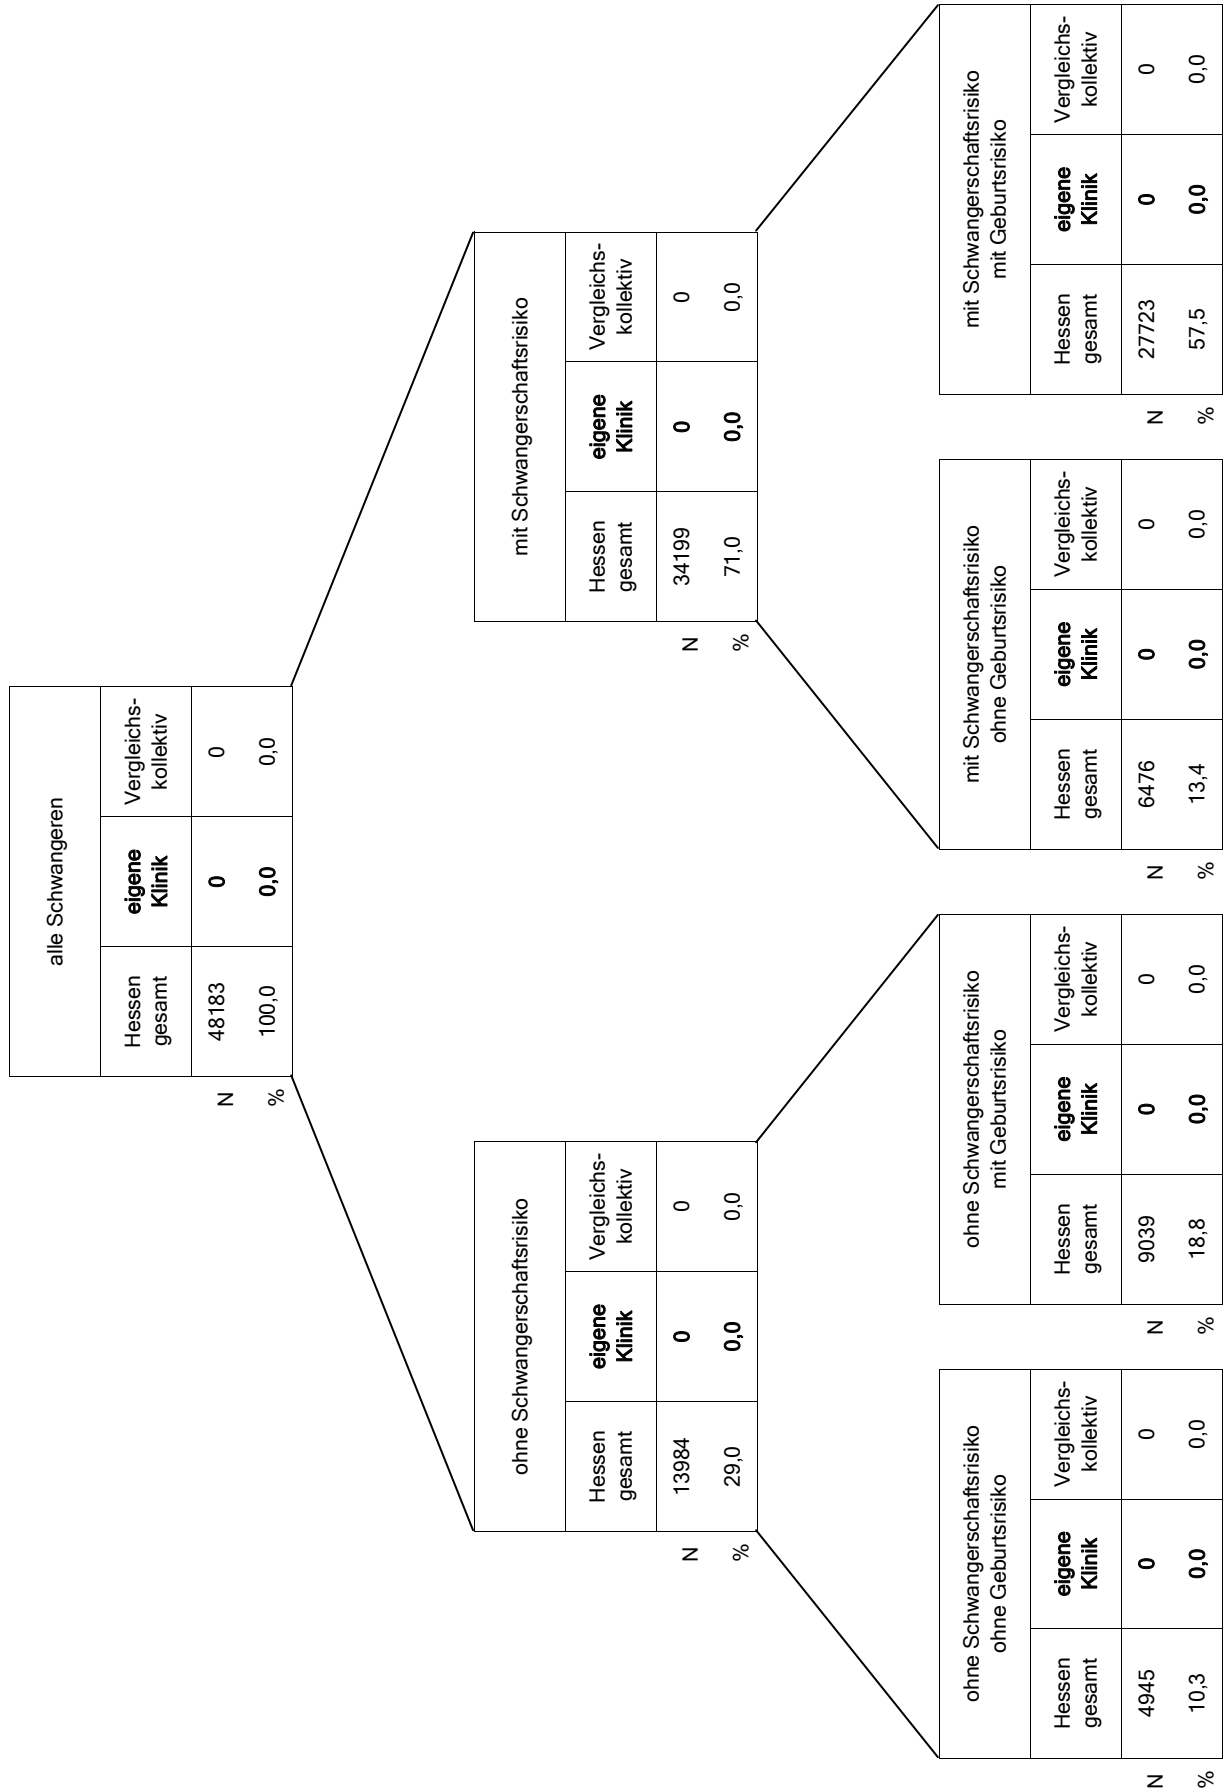 alle Schwangeren
Hessen gesamt eigene Klinik Vergleichs-kollektiv
N 48183 0 0
% 100,0 0,0 0,0
ohne Schwangerschaftsrisiko
Hessen gesamt eigene Klinik Vergleichs-kollektiv
N 13984 0 0
% 29,0 0,0 0,0
mit Schwangerschaftsrisiko
Hessen gesamt eigene Klinik Vergleichs-kollektiv
N 34199 0 0
% 71,0 0,0 0,0
ohne Schwangerschaftsrisiko
ohne Geburtsrisiko
Hessen gesamt eigene Klinik Vergleichs-kollektiv
N 4945 0 0
% 10,3 0,0 0,0
ohne Schwangerschaftsrisiko
mit Geburtsrisiko
Hessen gesamt eigene Klinik Vergleichs-kollektiv
N 9039 0 0
% 18,8 0,0 0,0
mit Schwangerschaftsrisiko
ohne Geburtsrisiko
Hessen gesamt eigene Klinik Vergleichs-kollektiv
N 6476 0 0
% 13,4 0,0 0,0
mit Schwangerschaftsrisiko
mit Geburtsrisiko
Hessen gesamt eigene Klinik Vergleichs-kollektiv
N 27723 0 0
% 57,5 0,0 0,0